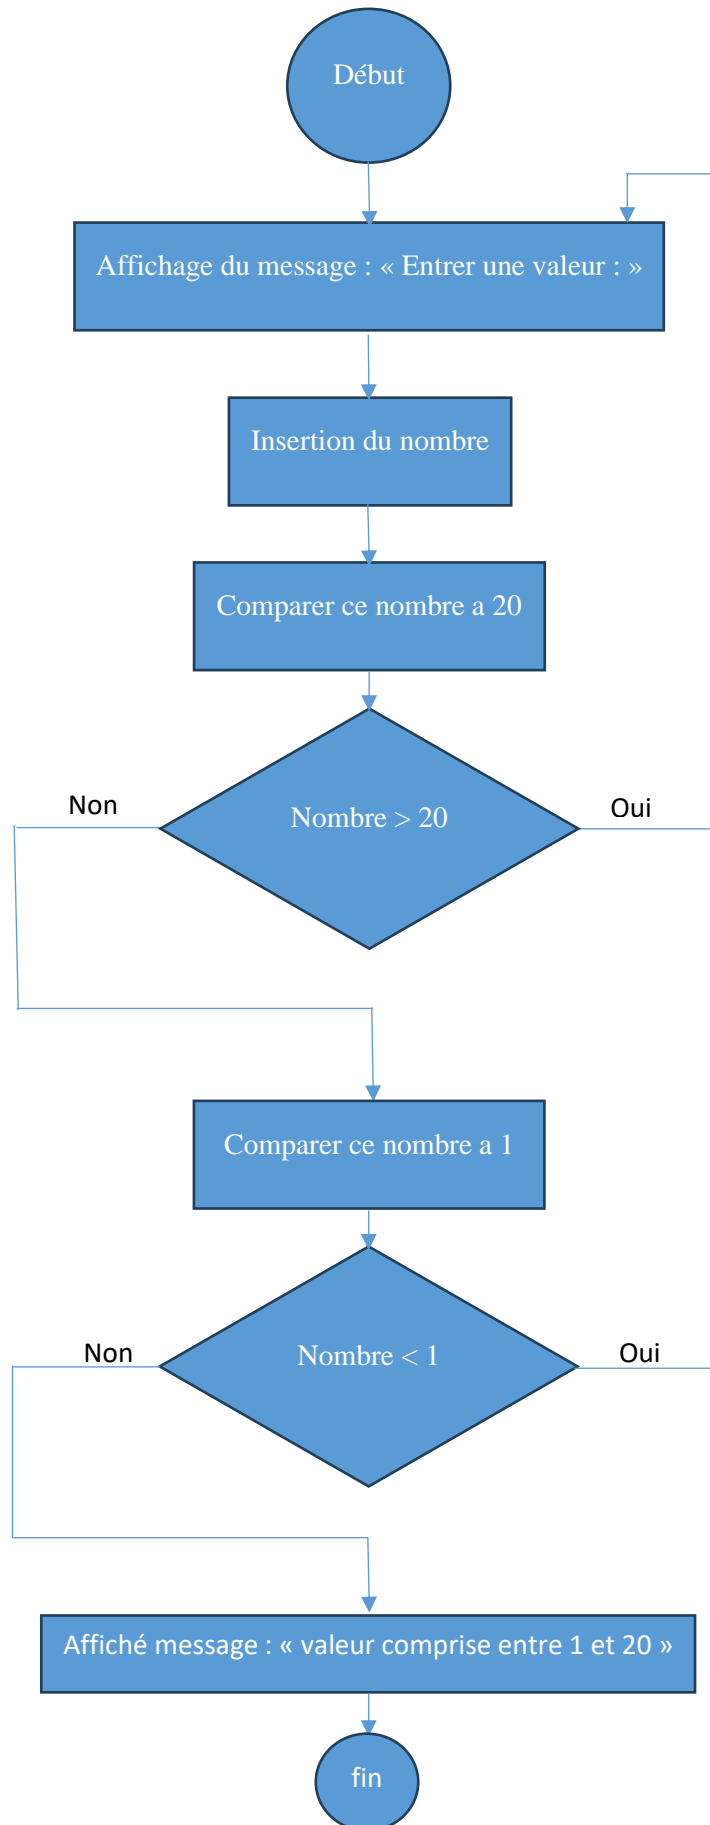 Début
Affichage du message : « Entrer une valeur : »
Insertion du nombre
Comparer ce nombre a 20
Non
Nombre > 20
Oui
Comparer ce nombre a 1
Non
Nombre < 1
Oui
Affiché message : « valeur comprise entre 1 et 20 »
fin